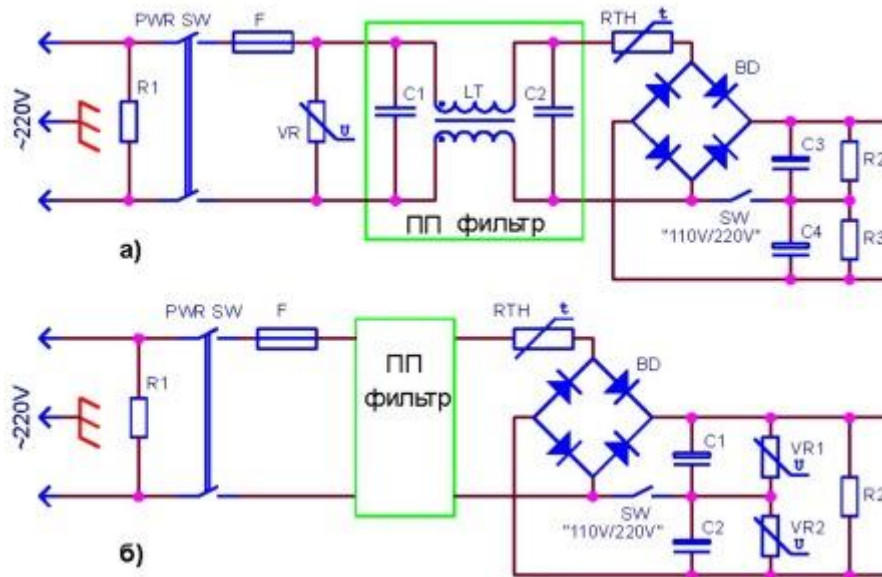 PWR SW
F
RTH
t
BD
~220V
R1
VR
U
C1
LT
C2
C3
R2
SW
"110V/220V"
C4
R3
ПП фильтр
а)
PWR SW
F
RTH
t
BD
~220V
R1
ПП
фильтр
C1
VR1
U
R2
SW
"110V/220V"
C2
VR2
U
б)